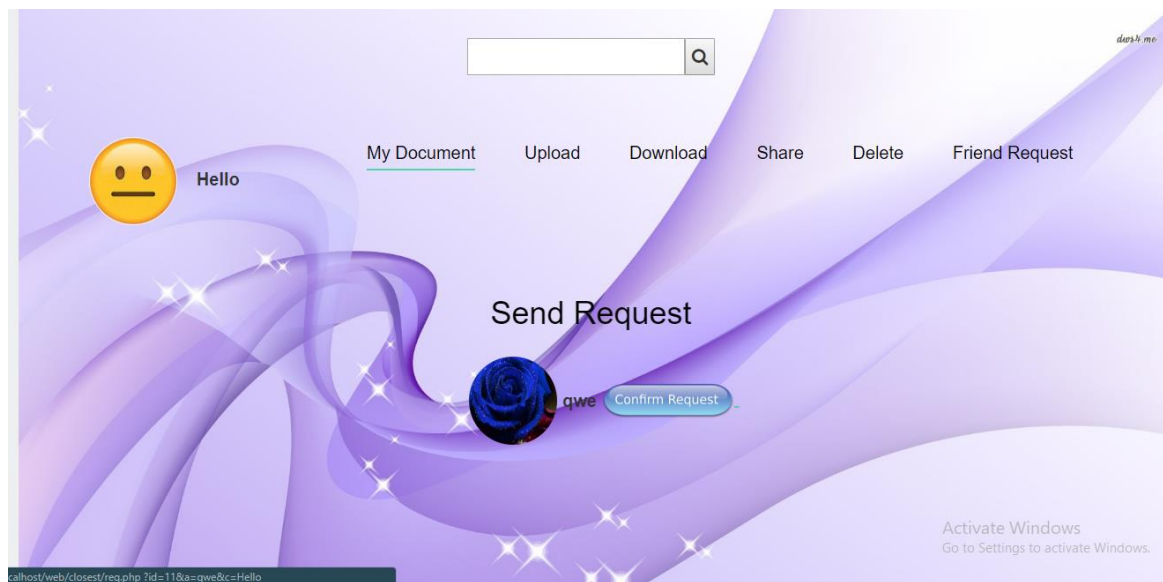 dws4.me
My Document Upload Download Share Delete Friend Request
Hello
Send Request
qwe Confirm Request
Activate Windows
Go to Settings to activate Windows.
calhost/web/closest/req.php ?id=11&a=qwe&c=Hello